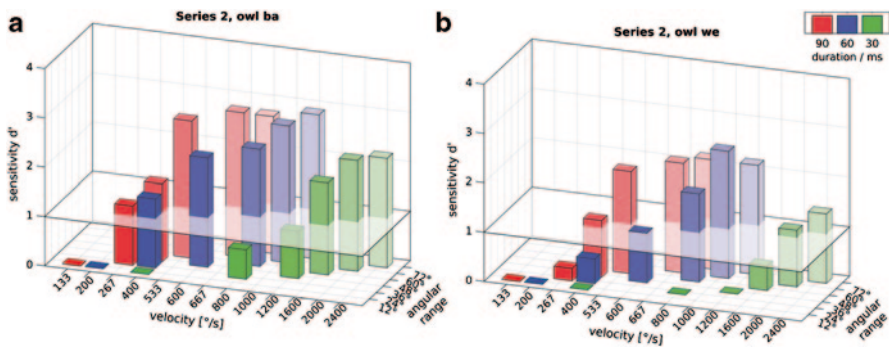 a
Series 2, owl ba
sensitivity d'
4
3
2
1
0
133
200
267
400
533
600
667
800
1000
1200
1600
2000
2400
velocity [°/s]
angular
range
b
Series 2, owl we
sensitivity d'
4
3
2
1
0
133
200
267
400
533
600
667
800
1000
1200
1600
2000
2400
velocity [°/s]
angular
range
90 60 30
duration / ms